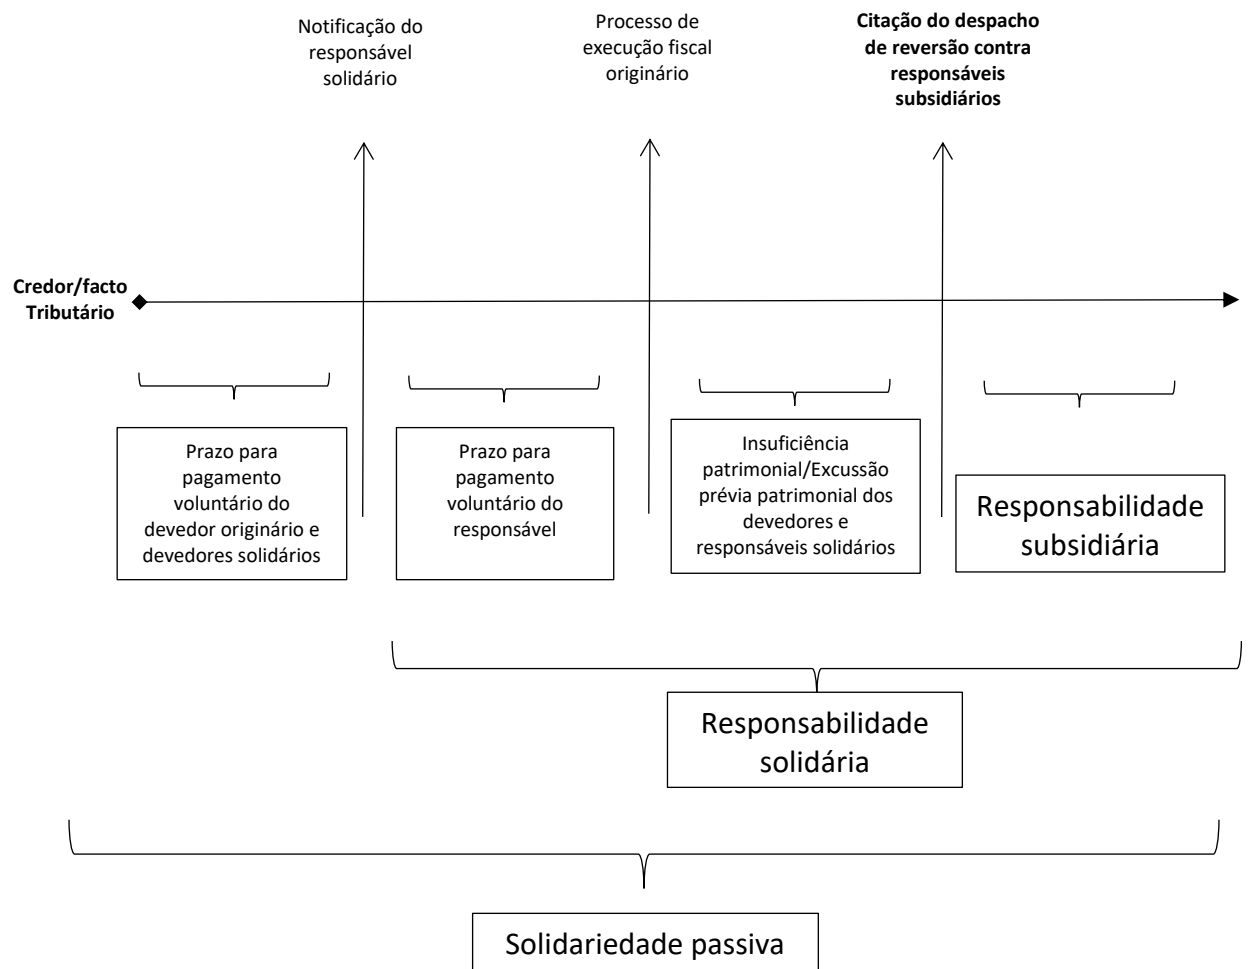 Notificação do
responsável
solidário
Processo de
execução fiscal
originário
Citação do despacho
de reversão contra
responsáveis
subsidiários
Credor/facto
Tributário
Prazo para
pagamento
voluntário do
devedor originário e
devedores solidários
Prazo para
pagamento
voluntário do
responsável
Insuficiência
patrimonial/Excussão
prévia patrimonial dos
devedores e
responsáveis solidários
Responsabilidade
subsidiária
Responsabilidade
solidária
Solidariedade passiva